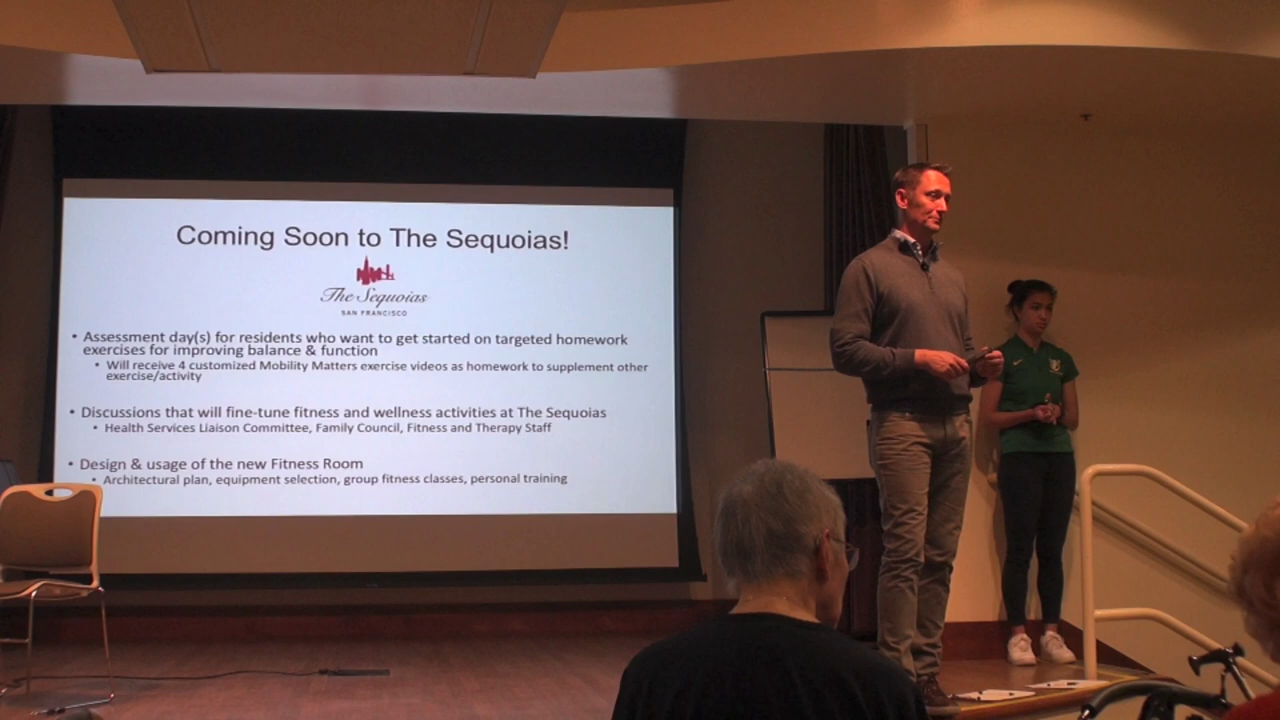 Coming Soon to The Sequoias!
The Sequoias
SAN FRANCISCO
• Assessment day(s) for residents who want to get started on targeted homework
exercises for improving balance & function
• Will receive 4 customized Mobility Matters exercise videos as homework to supplement other
exercise/activity
• Discussions that will fine-tune fitness and wellness activities at The Sequoias
• Health Services Liaison Committee, Family Council, Fitness and Therapy Staff
• Design & usage of the new Fitness Room
• Architectural plan, equipment selection, group fitness classes, personal training